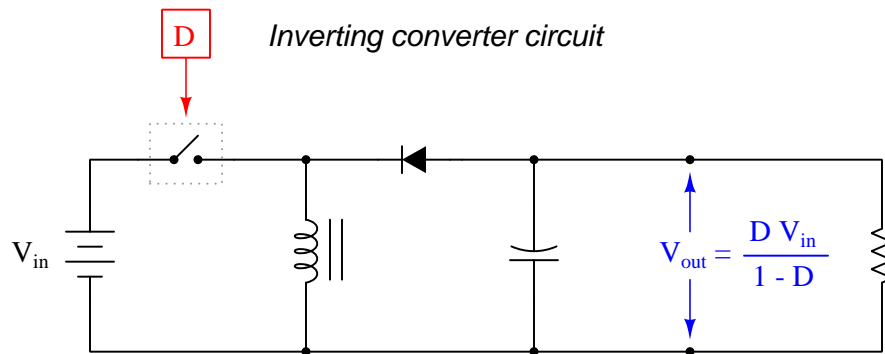 D
Inverting converter circuit
V_in
V_out = D V_in / 1 - D